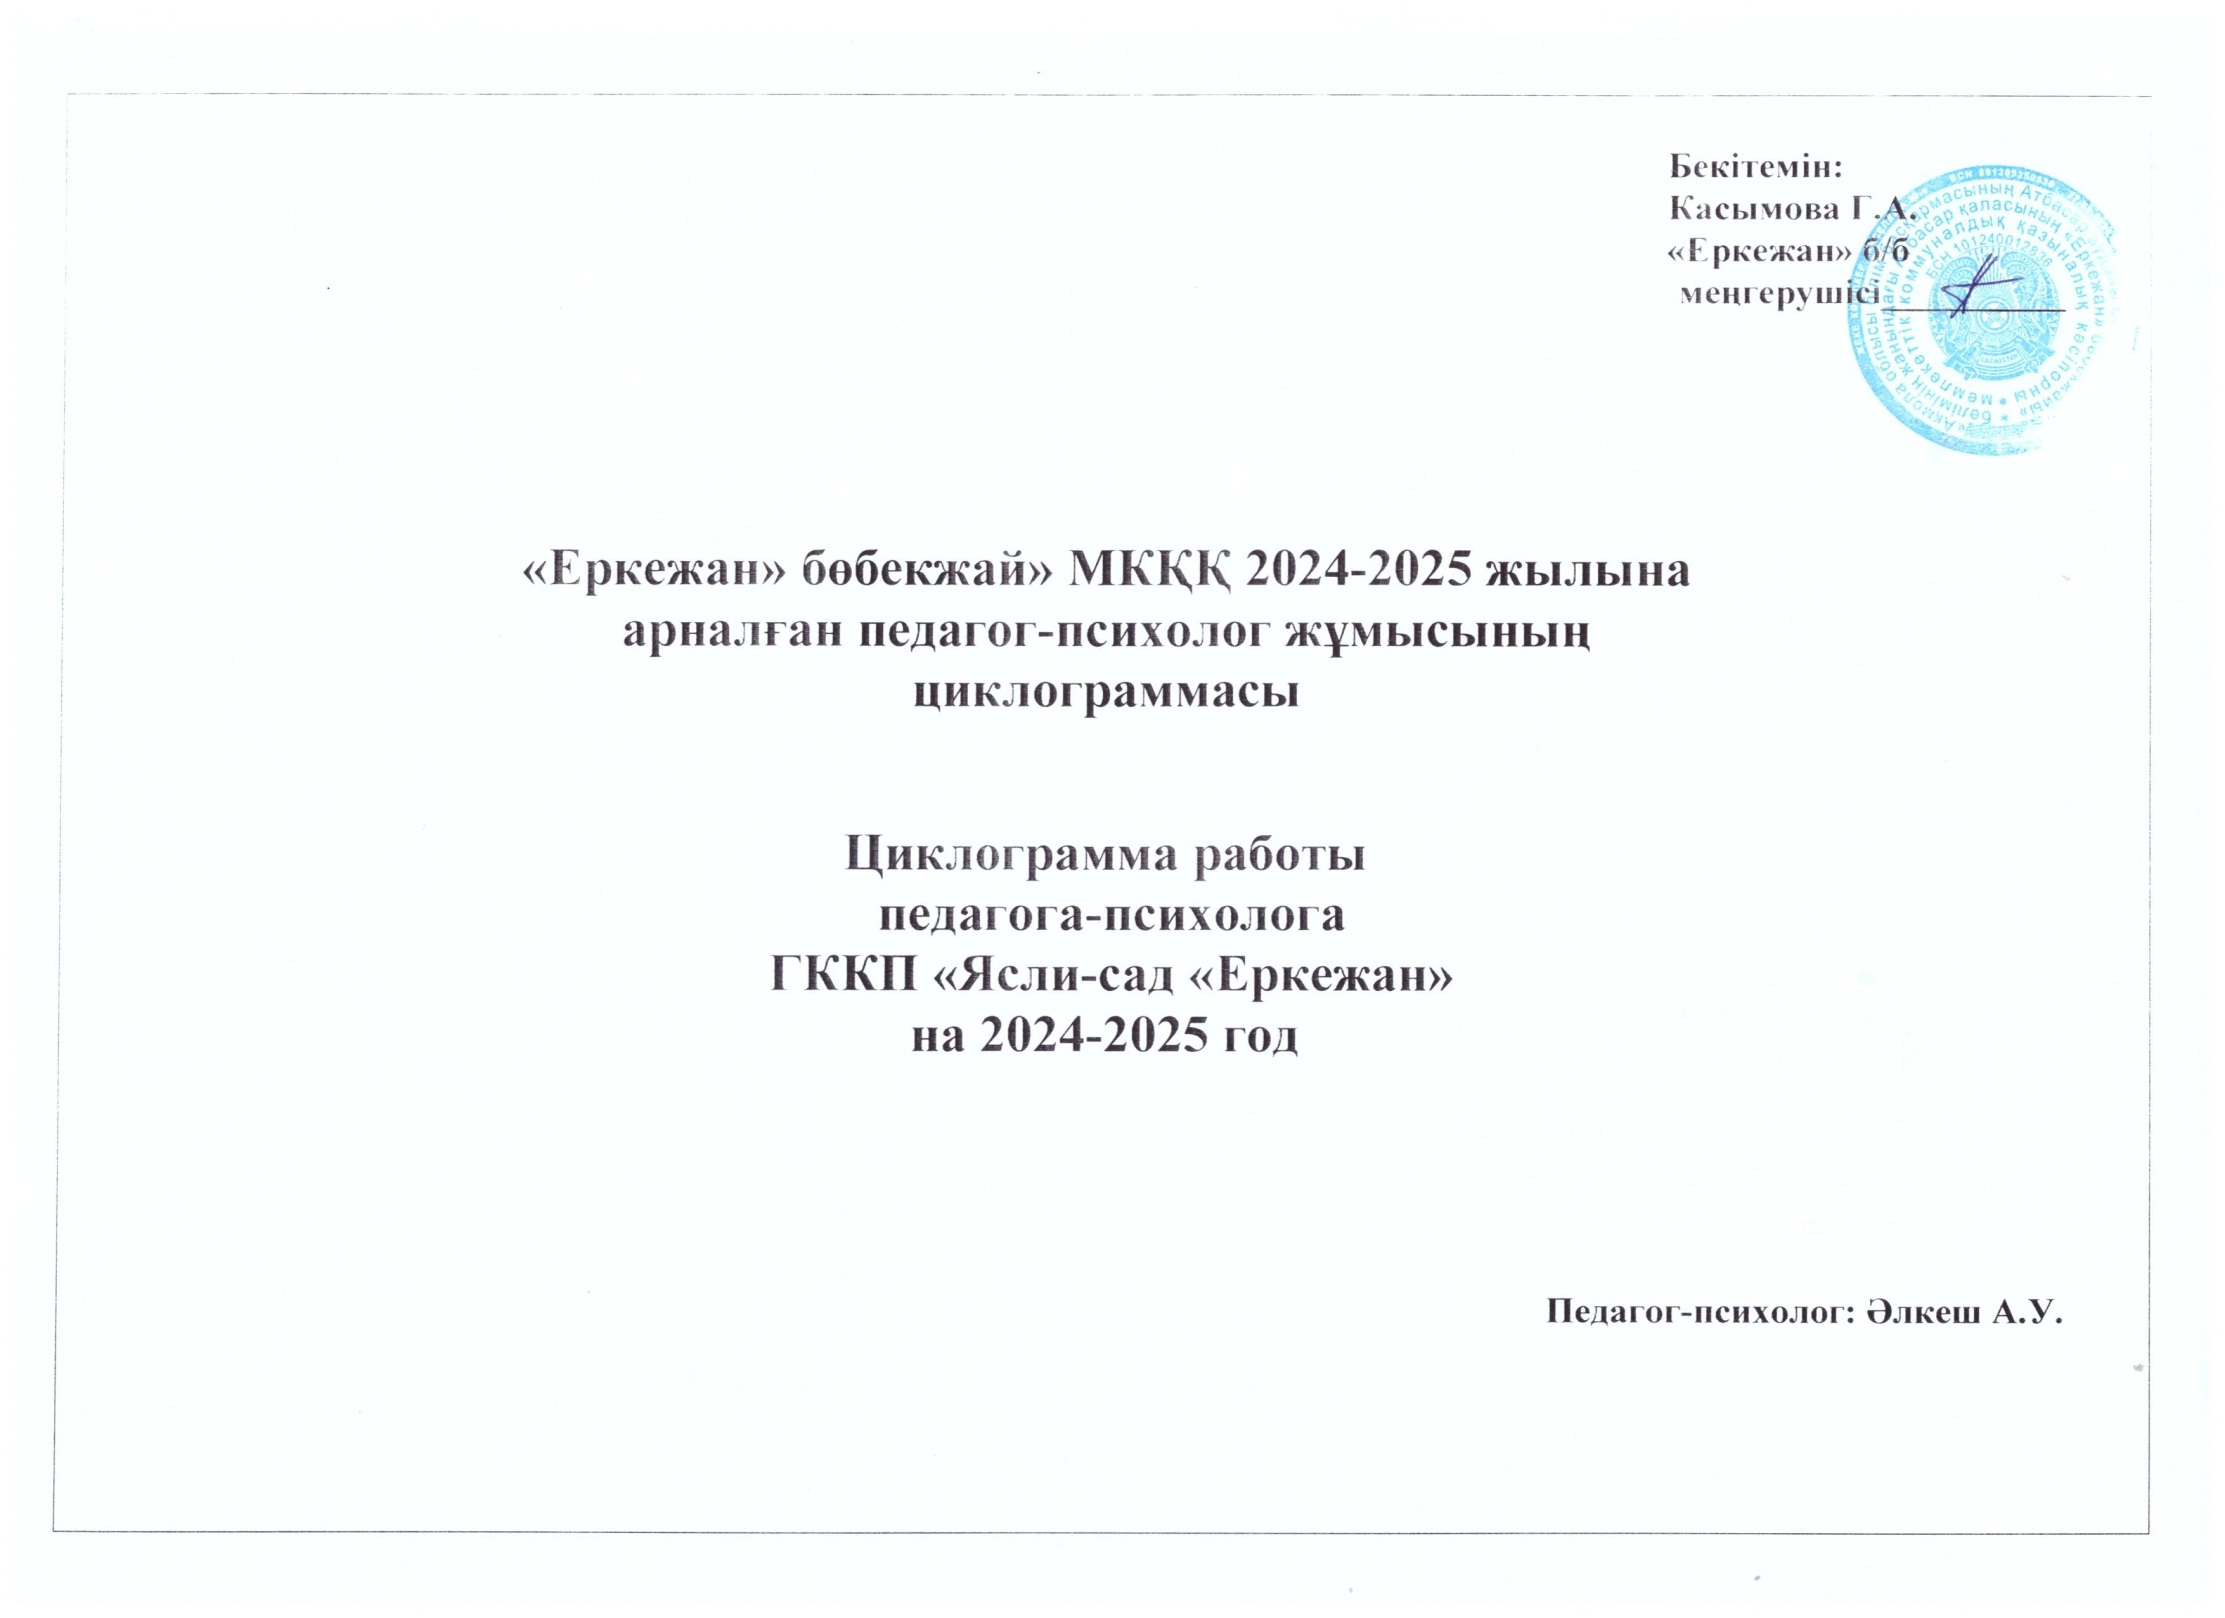 Бекітемін:
Касымова Г.А.
«Еркежан» б/б
меңгерушісі
«Еркежан» бөбекжай» МКҚҚ 2024-2025 жылына
арналған педагог-психолог жұмысының
циклограммасы
Циклограмма работы
педагога-психолога
ГККП «Ясли-сад «Еркежан»
на 2024-2025 год
Педагог-психолог: Әлкеш А.У.